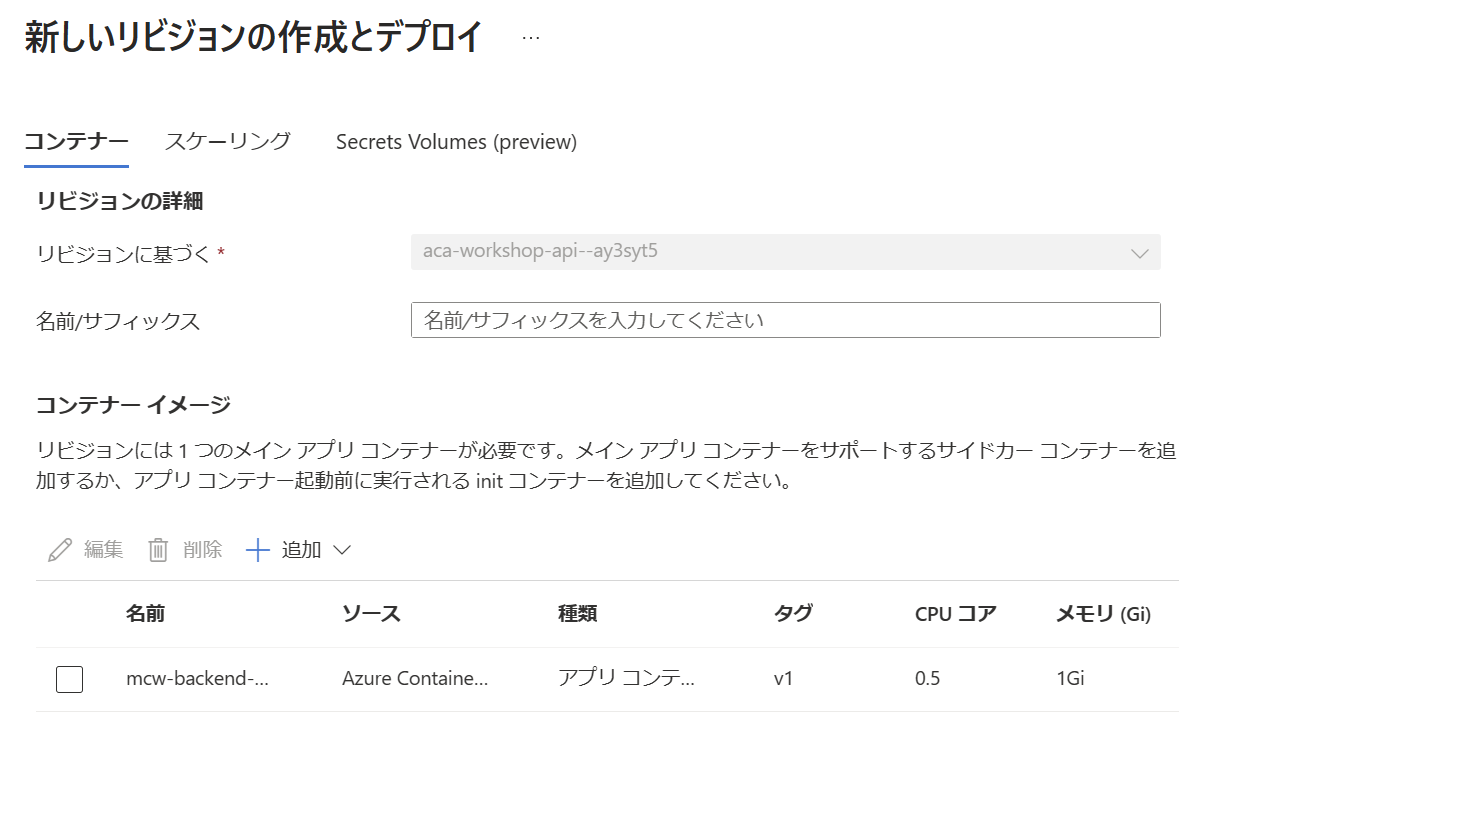 新しいリビジョンの作成とデプロイ ...
コンテナー スケーリング Secrets Volumes (preview)
リビジョンの詳細
リビジョンに基づく * aca-workshop-api--ay3syt5
名前/サフィックス 名前/サフィックスを入力してください
コンテナー イメージ
リビジョンには 1 つのメイン アプリ コンテナーが必要です。メイン アプリ コンテナーをサポートするサイドカー コンテナーを追
加するか、アプリ コンテナー起動前に実行される init コンテナーを追加してください。
編集 削除 追加
名前 ソース 種類 タグ CPU コア メモリ (Gi)
mcw-backend-... Azure Containe... アプリ コンテ... v1 0.5 1Gi